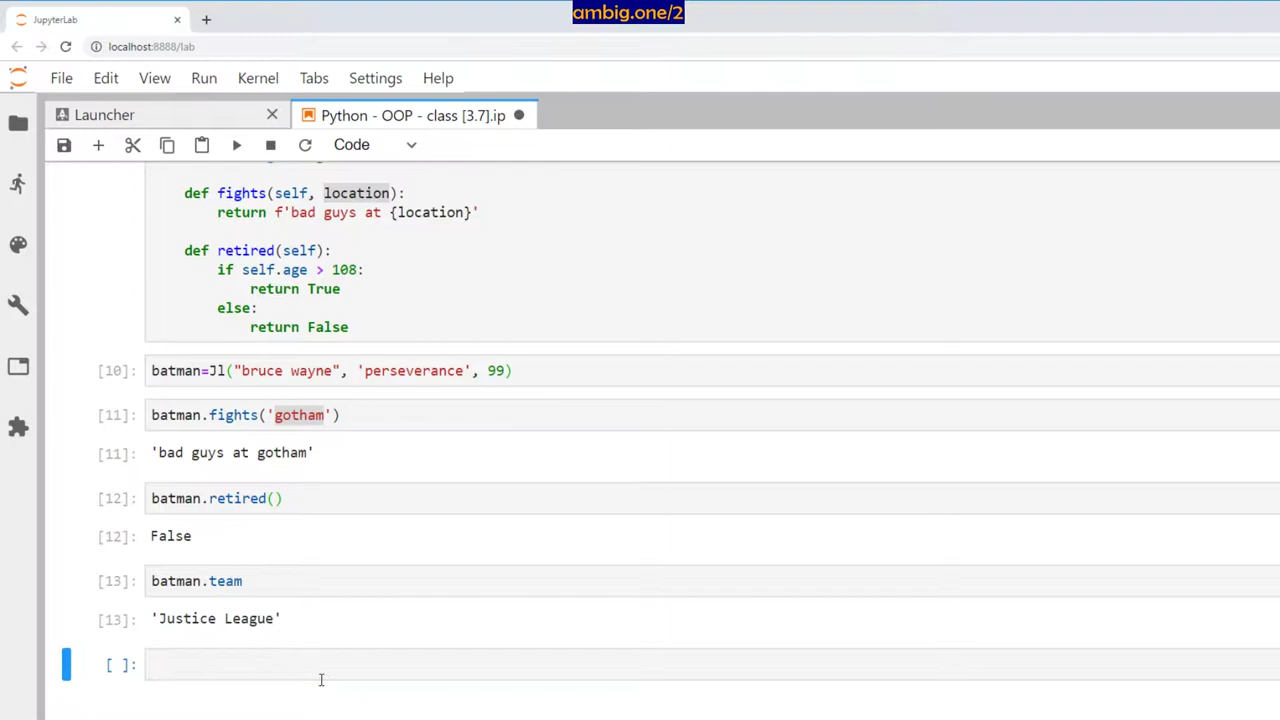 ambig.one/2
JupyterLab
localhost:8888/lab
File Edit View Run Kernel Tabs Settings Help
Launcher Python - OOP - class [3.7].ip
Code
def fights(self, location):
return f'bad guys at {location}'
def retired(self):
if self.age > 108:
return True
else:
return False
[10]: batman=Jl("bruce wayne", 'perseverance', 99)
[11]: batman.fights('gotham')
[11]: 'bad guys at gotham'
[12]: batman.retired()
[12]: False
[13]: batman.team
[13]: 'Justice League'
[ ]: